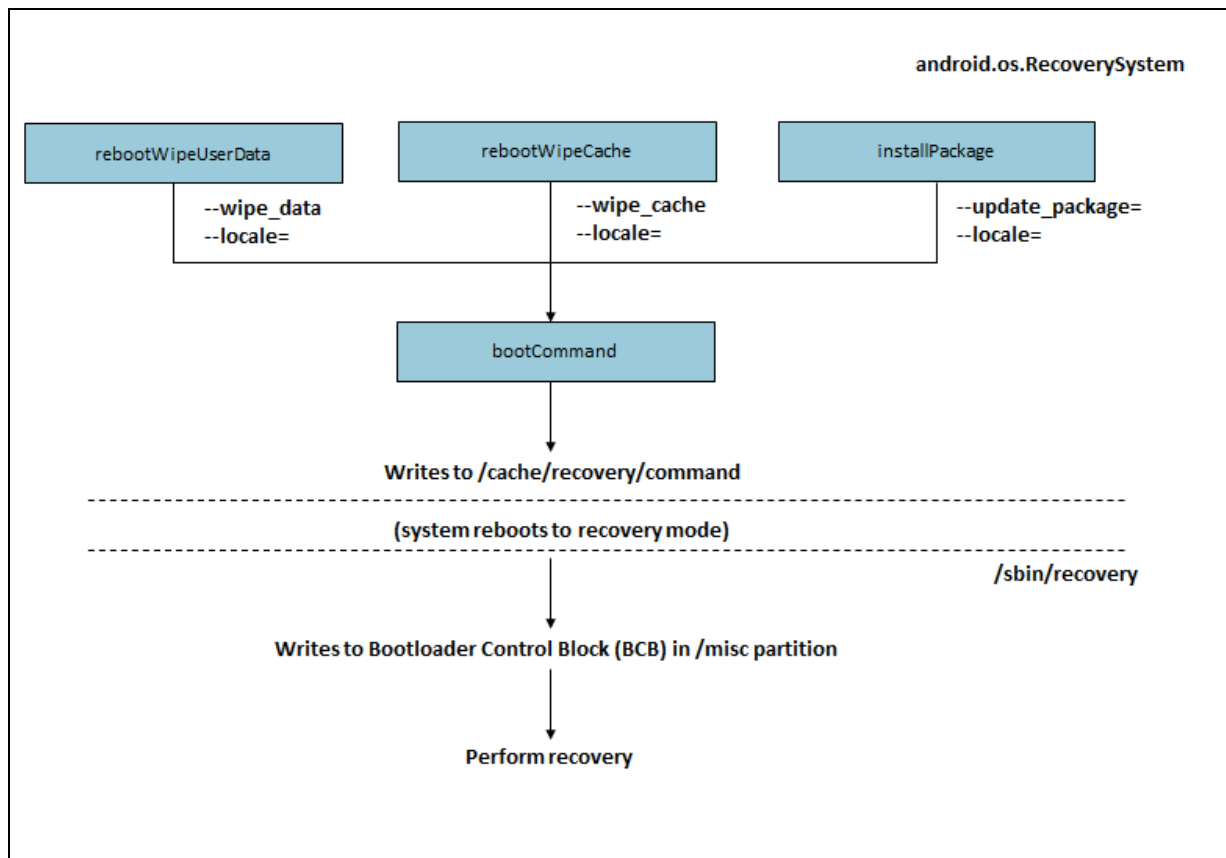 android.os.RecoverySystem
rebootWipeUserData
rebootWipeCache
installPackage
--wipe_data
--locale=
--wipe_cache
--locale=
--update_package=
--locale=
bootCommand
Writes to /cache/recovery/command
(system reboots to recovery mode)
/sbin/recovery
Writes to Bootloader Control Block (BCB) in /misc partition
Perform recovery